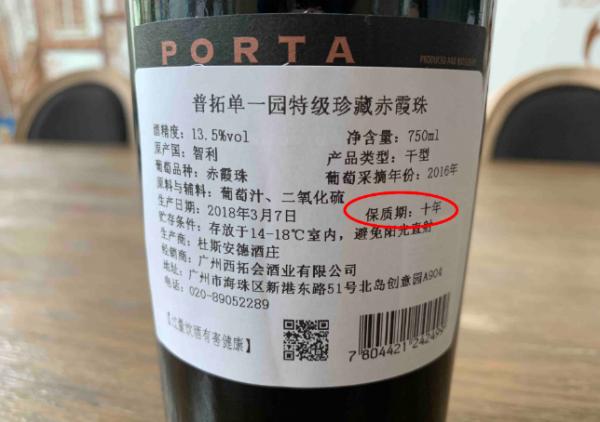 PORTA
PRODUCED AND BOTTLED
普拓单一园特级珍藏赤霞珠
酒精度：13.5%vol 净含量：750ml
原产国：智利 产品类型：干型
葡萄品种：赤霞珠 葡萄采摘年份：2016年
原料与辅料：葡萄汁、二氧化硫
生产日期：2018年3月7日 保质期：十年
贮存条件：存放于14-18℃室内，避免阳光直射
生产商：杜斯安德酒庄
经销商：广州西拓会酒业有限公司
地址：广州市海珠区新港东路51号北岛创意园A904
电话：020-89052289
【过量饮酒有害健康】
7 804421 242